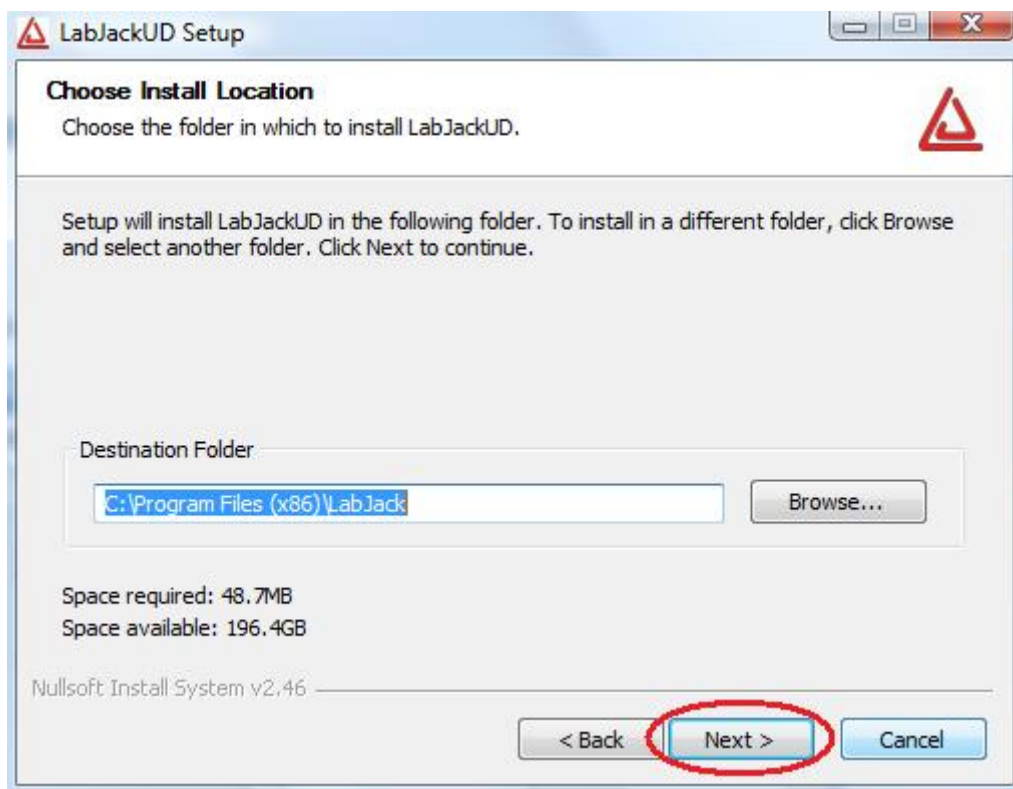 LabJackUD Setup
Choose Install Location
Choose the folder in which to install LabJackUD.
Setup will install LabJackUD in the following folder. To install in a different folder, click Browse
and select another folder. Click Next to continue.
Destination Folder
C:\Program Files (x86)\LabJack
Browse...
Space required: 48.7MB
Space available: 196.4GB
Nullsoft Install System v2.46
< Back
Next >
Cancel